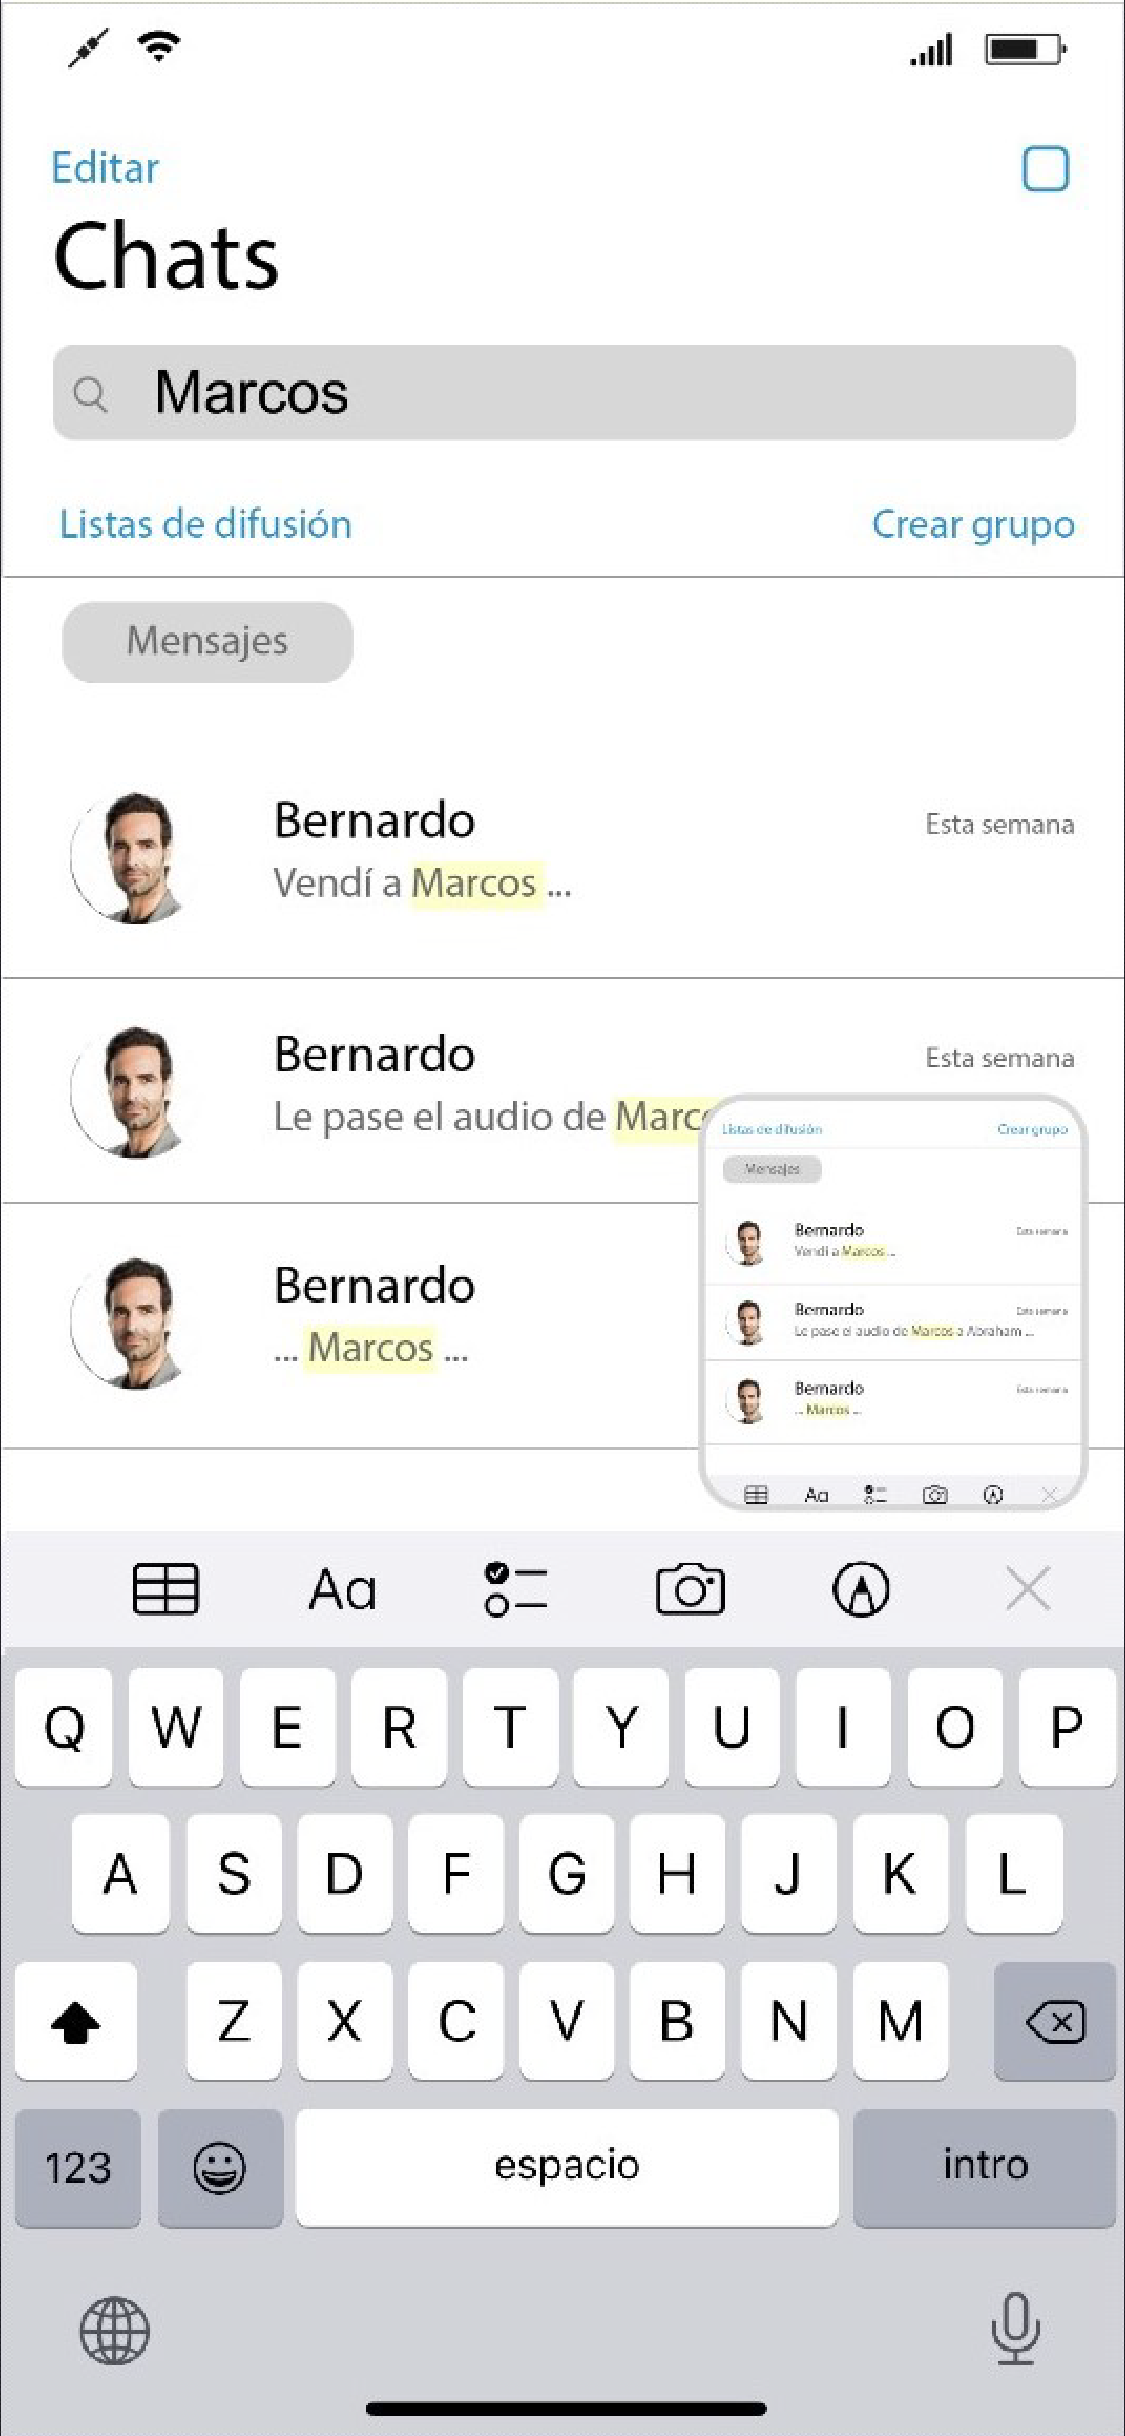 Editar
Chats
Marcos
Listas de difusión
Crear grupo
Mensajes
Bernardo
Esta semana
Vendí a Marcos ...
Bernardo
Esta semana
Le pase el audio de Marco
Bernardo
... Marcos ...
Listas de difusión
Crear grupo
Mensajes
Bernardo
Esta semana
Vendí a Marcos ...
Bernardo
Esta semana
Le pase el audio de Marcos a Abraham ...
Bernardo
Esta semana
... Marcos ...
Aa
Aa
Q W E R T Y U I O P
A S D F G H J K L
Z X C V B N M
123
espacio
intro